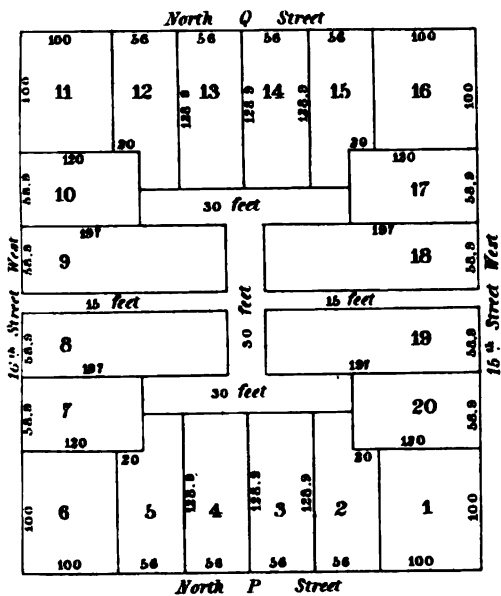 North Q Street
100 56 56 56 56 100
100 11 12 128.9 13 128.9 14 128.9 15 16 100
20 20
120 120
58.9 10 17 58.9
30 feet
197 197
58.9 9 18 58.9
16th Street West
15 feet 30 feet 15 feet
15th Street West
58.9 8 19 58.9
197 197
30 feet
58.9 7 20 58.9
120 120
20 20
100 6 5 128.9 4 128.9 3 128.9 2 1 100
100 56 56 56 56 100
North P Street